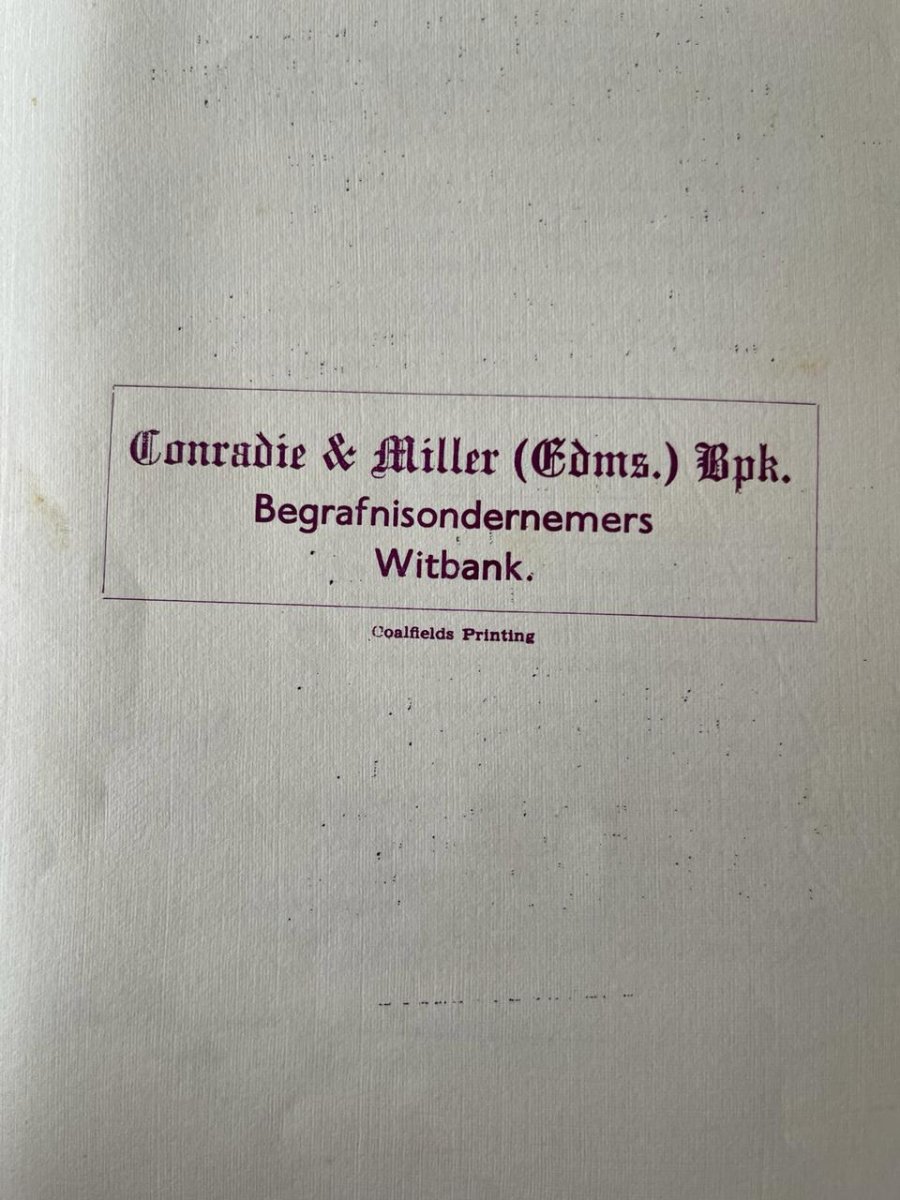 Conradie & Miller (Edms.) Bpk.
Begrafnisondernemers
Witbank.
Coalfields Printing